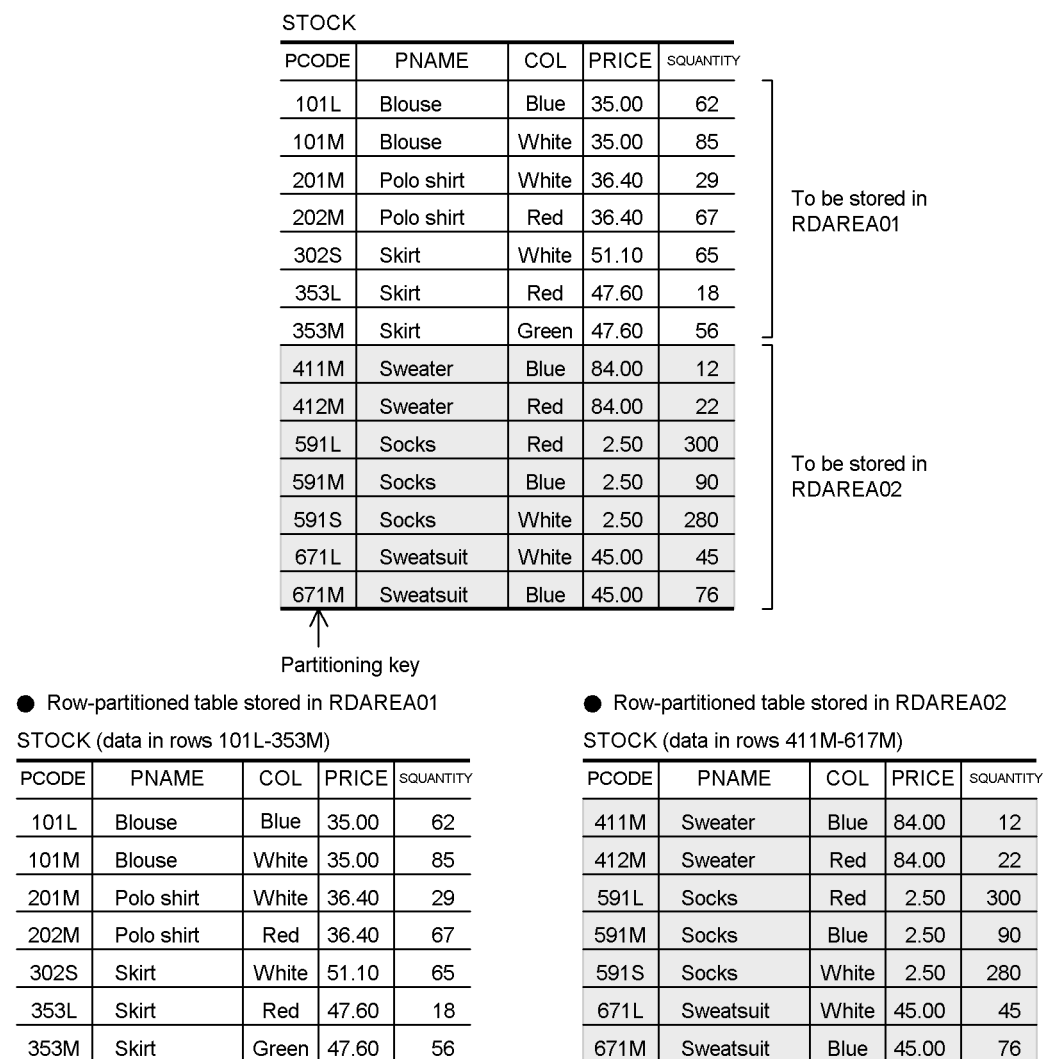 STOCK
PCODE PNAME COL PRICE SQUANTITY
101L Blouse Blue 35.00 62
101M Blouse White 35.00 85
201M Polo shirt White 36.40 29
202M Polo shirt Red 36.40 67
302S Skirt White 51.10 65
353L Skirt Red 47.60 18
353M Skirt Green 47.60 56
To be stored in
RDAREA01
411M Sweater Blue 84.00 12
412M Sweater Red 84.00 22
591L Socks Red 2.50 300
591M Socks Blue 2.50 90
591S Socks White 2.50 280
671L Sweatsuit White 45.00 45
671M Sweatsuit Blue 45.00 76
To be stored in
RDAREA02
Partitioning key
● Row-partitioned table stored in RDAREA01
STOCK (data in rows 101L-353M)
PCODE PNAME COL PRICE SQUANTITY
101L Blouse Blue 35.00 62
101M Blouse White 35.00 85
201M Polo shirt White 36.40 29
202M Polo shirt Red 36.40 67
302S Skirt White 51.10 65
353L Skirt Red 47.60 18
353M Skirt Green 47.60 56
● Row-partitioned table stored in RDAREA02
STOCK (data in rows 411M-617M)
PCODE PNAME COL PRICE SQUANTITY
411M Sweater Blue 84.00 12
412M Sweater Red 84.00 22
591L Socks Red 2.50 300
591M Socks Blue 2.50 90
591S Socks White 2.50 280
671L Sweatsuit White 45.00 45
671M Sweatsuit Blue 45.00 76